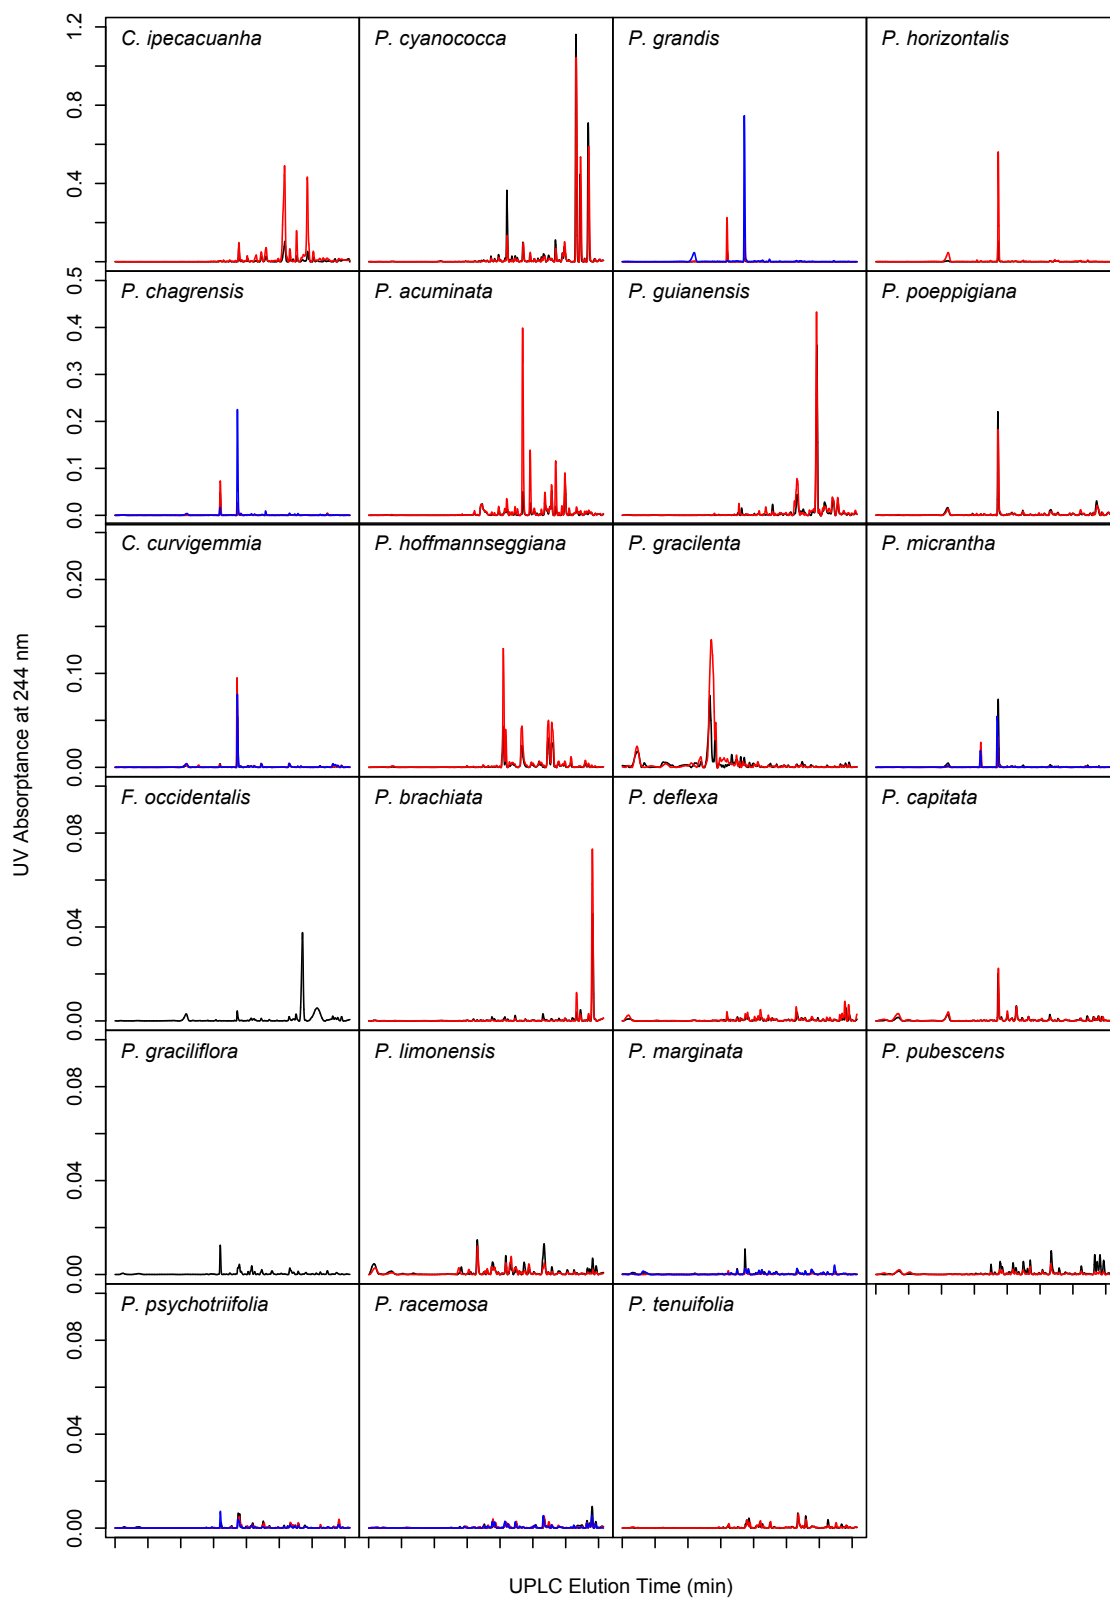 C. ipecacuanha
P. cyanococca
P. grandis
P. horizontalis
1.2
0.8
0.4
P. chagrensis
P. acuminata
P. guianensis
P. poeppigiana
0.5
0.4
0.3
0.2
0.1
0.0
C. curvigemmia
P. hoffmannseggiana
P. gracilenta
P. micrantha
0.20
0.10
0.00
F. occidentalis
P. brachiata
P. deflexa
P. capitata
0.08
0.04
0.00
P. graciliflora
P. limonensis
P. marginata
P. pubescens
0.08
0.04
0.00
P. psychotriifolia
P. racemosa
P. tenuifolia
0.08
0.04
0.00
UV Absorptance at 244 nm
UPLC Elution Time (min)